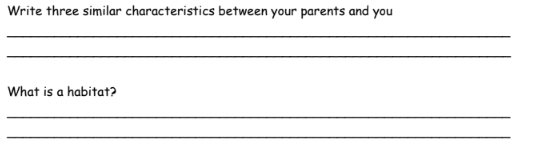 Write three similar characteristics between your parents and you
What is a habitat?